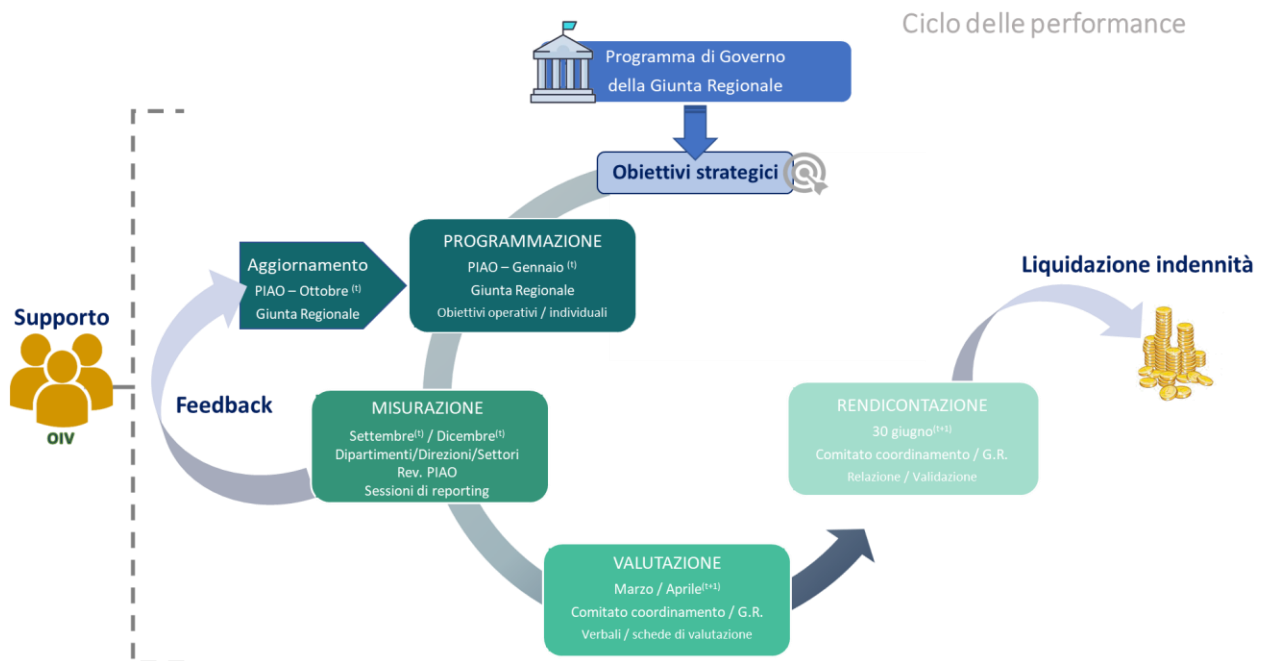 Ciclo delle performance
Programma di Governo
della Giunta Regionale
Obiettivi strategici
PROGRAMMAZIONE
PIAO – Gennaio (t)
Giunta Regionale
Obiettivi operativi / individuali
Aggiornamento
PIAO – Ottobre (t)
Giunta Regionale
Liquidazione indennità
Supporto
OIV
Feedback
MISURAZIONE
Settembre(t) / Dicembre(t)
Dipartimenti/Direzioni/Settori
Rev. PIAO
Sessioni di reporting
RENDICONTAZIONE
30 giugno(t+1)
Comitato coordinamento / G.R.
Relazione / Validazione
VALUTAZIONE
Marzo / Aprile(t+1)
Comitato coordinamento / G.R.
Verbali / schede di valutazione